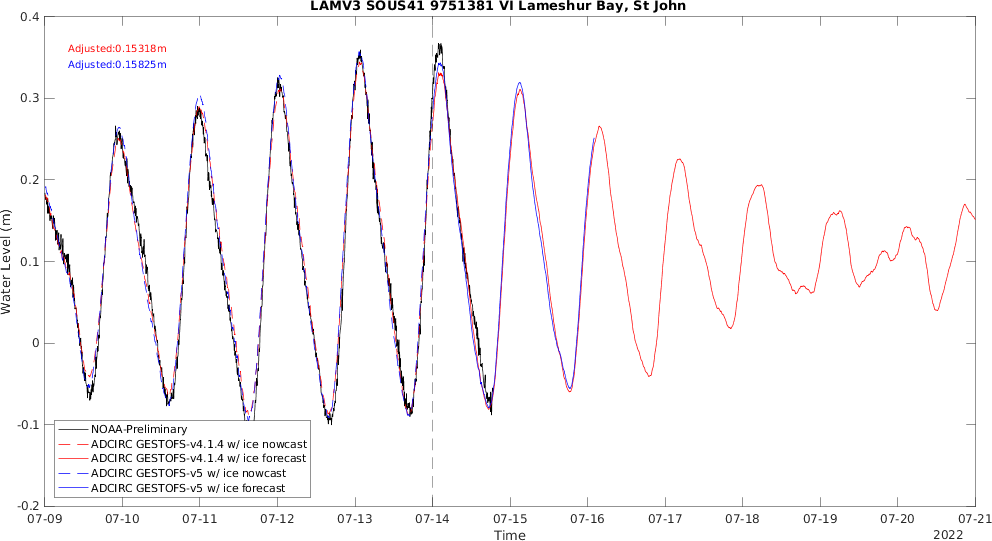 LAMV3 SOUS41 9751381 VI Lameshur Bay, St John
0.4
Adjusted:0.15318m
Adjusted:0.15825m
0.3
0.2
Water Level (m)
0.1
0
-0.1
NOAA-Preliminary
ADCIRC GESTOFS-v4.1.4 w/ ice nowcast
ADCIRC GESTOFS-v4.1.4 w/ ice forecast
ADCIRC GESTOFS-v5 w/ ice nowcast
ADCIRC GESTOFS-v5 w/ ice forecast
-0.2
07-09 07-10 07-11 07-12 07-13 07-14 07-15 07-16 07-17 07-18 07-19 07-20 07-21
Time
2022